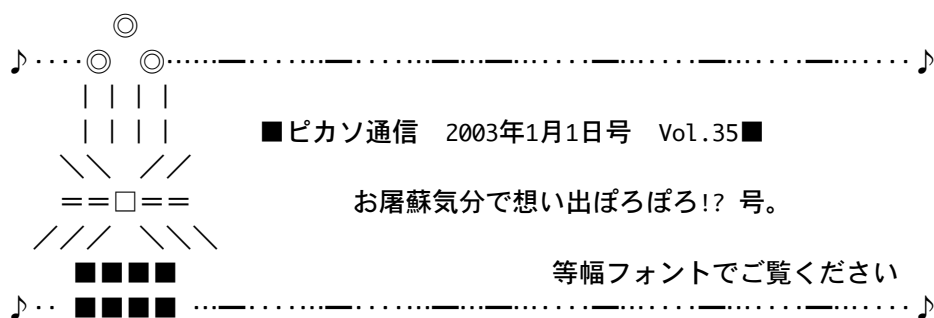 ■ピカソ通信　2003年1月1日号　Vol.35■
お屠蘇気分で想い出ぽろぽろ!? 号。
等幅フォントでご覧ください